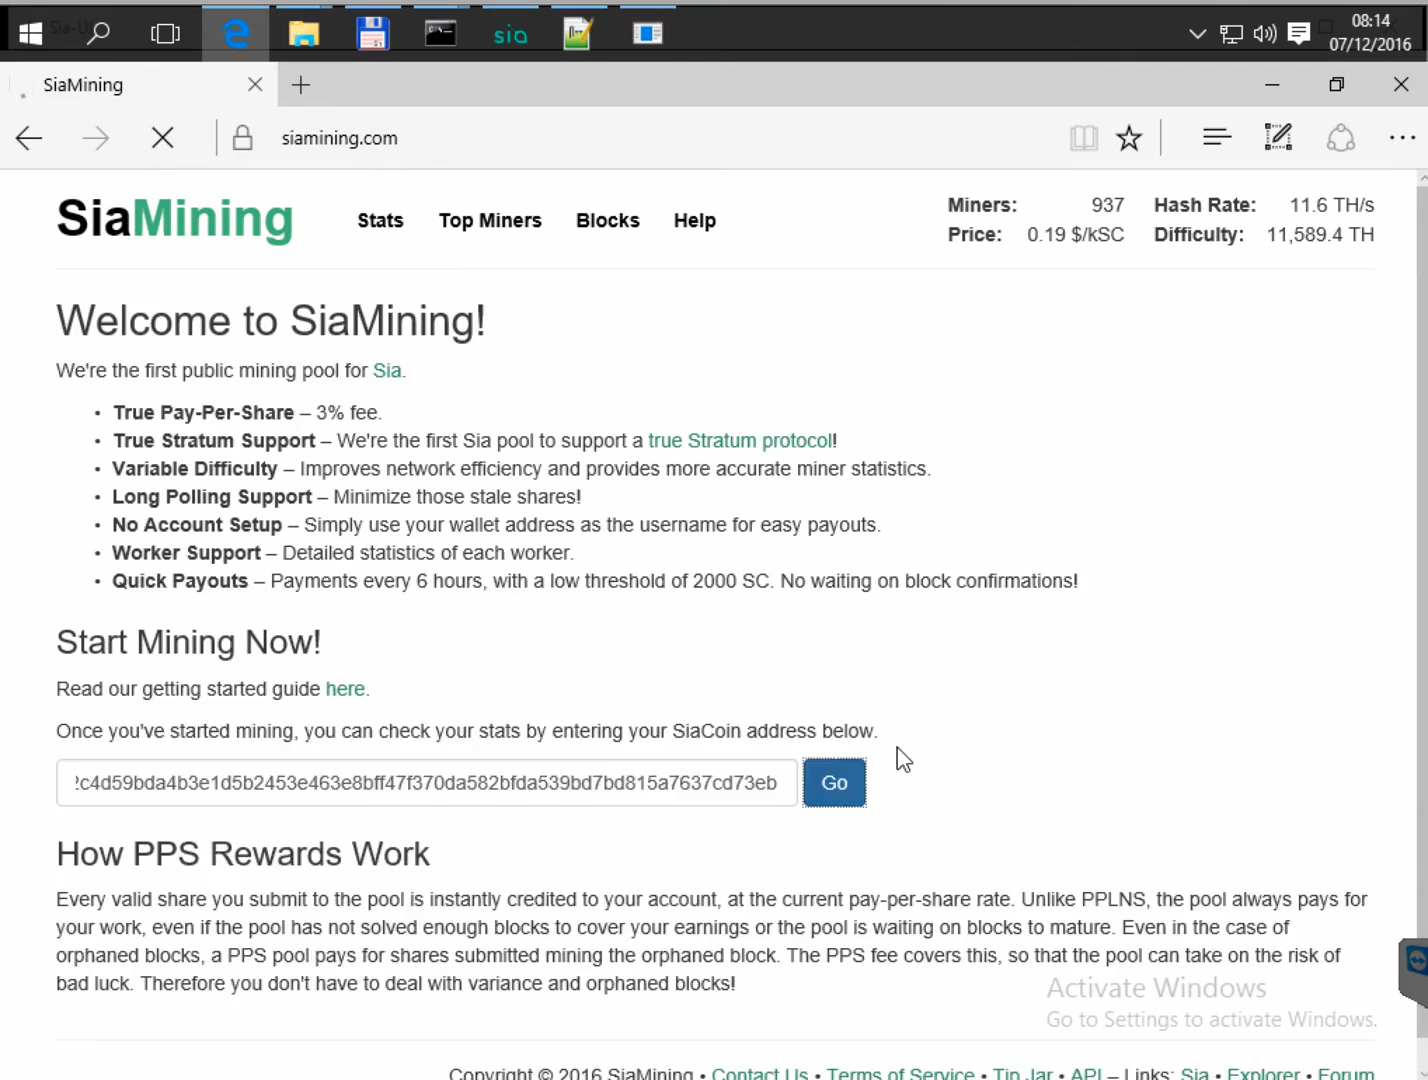 08:14
sia
07/12/2016
SiaMining
siamining.com
SiaMining Stats Top Miners Blocks Help
Miners: 937 Hash Rate: 11.6 TH/s
Price: 0.19 $/kSC Difficulty: 11,589.4 TH
Welcome to SiaMining!
We're the first public mining pool for Sia.
• True Pay-Per-Share – 3% fee.
• True Stratum Support – We're the first Sia pool to support a true Stratum protocol!
• Variable Difficulty – Improves network efficiency and provides more accurate miner statistics.
• Long Polling Support – Minimize those stale shares!
• No Account Setup – Simply use your wallet address as the username for easy payouts.
• Worker Support – Detailed statistics of each worker.
• Quick Payouts – Payments every 6 hours, with a low threshold of 2000 SC. No waiting on block confirmations!
Start Mining Now!
Read our getting started guide here.
Once you've started mining, you can check your stats by entering your SiaCoin address below.
c4d59bda4b3e1d5b2453e463e8bff47f370da582bfda539bd7bd815a7637cd73eb Go
How PPS Rewards Work
Every valid share you submit to the pool is instantly credited to your account, at the current pay-per-share rate. Unlike PPLNS, the pool always pays for
your work, even if the pool has not solved enough blocks to cover your earnings or the pool is waiting on blocks to mature. Even in the case of
orphaned blocks, a PPS pool pays for shares submitted mining the orphaned block. The PPS fee covers this, so that the pool can take on the risk of
bad luck. Therefore you don't have to deal with variance and orphaned blocks!
Activate Windows
Go to Settings to activate Windows.
Copyright © 2016 SiaMining • Contact Us • Terms of Service • Tip Jar • API – Links: Sia • Explorer • Forum